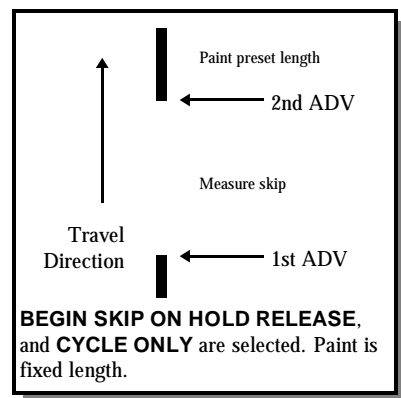 Paint preset length
2nd ADV
Measure skip
Travel
Direction
1st ADV
BEGIN SKIP ON HOLD RELEASE,
and CYCLE ONLY are selected. Paint is
fixed length.